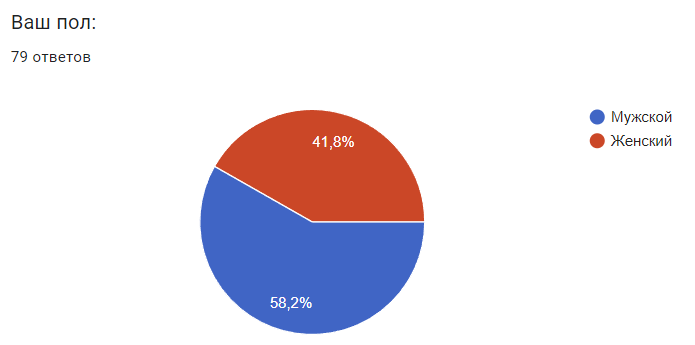 Ваш пол:
79 ответов
Мужской
Женский
41,8%
58,2%